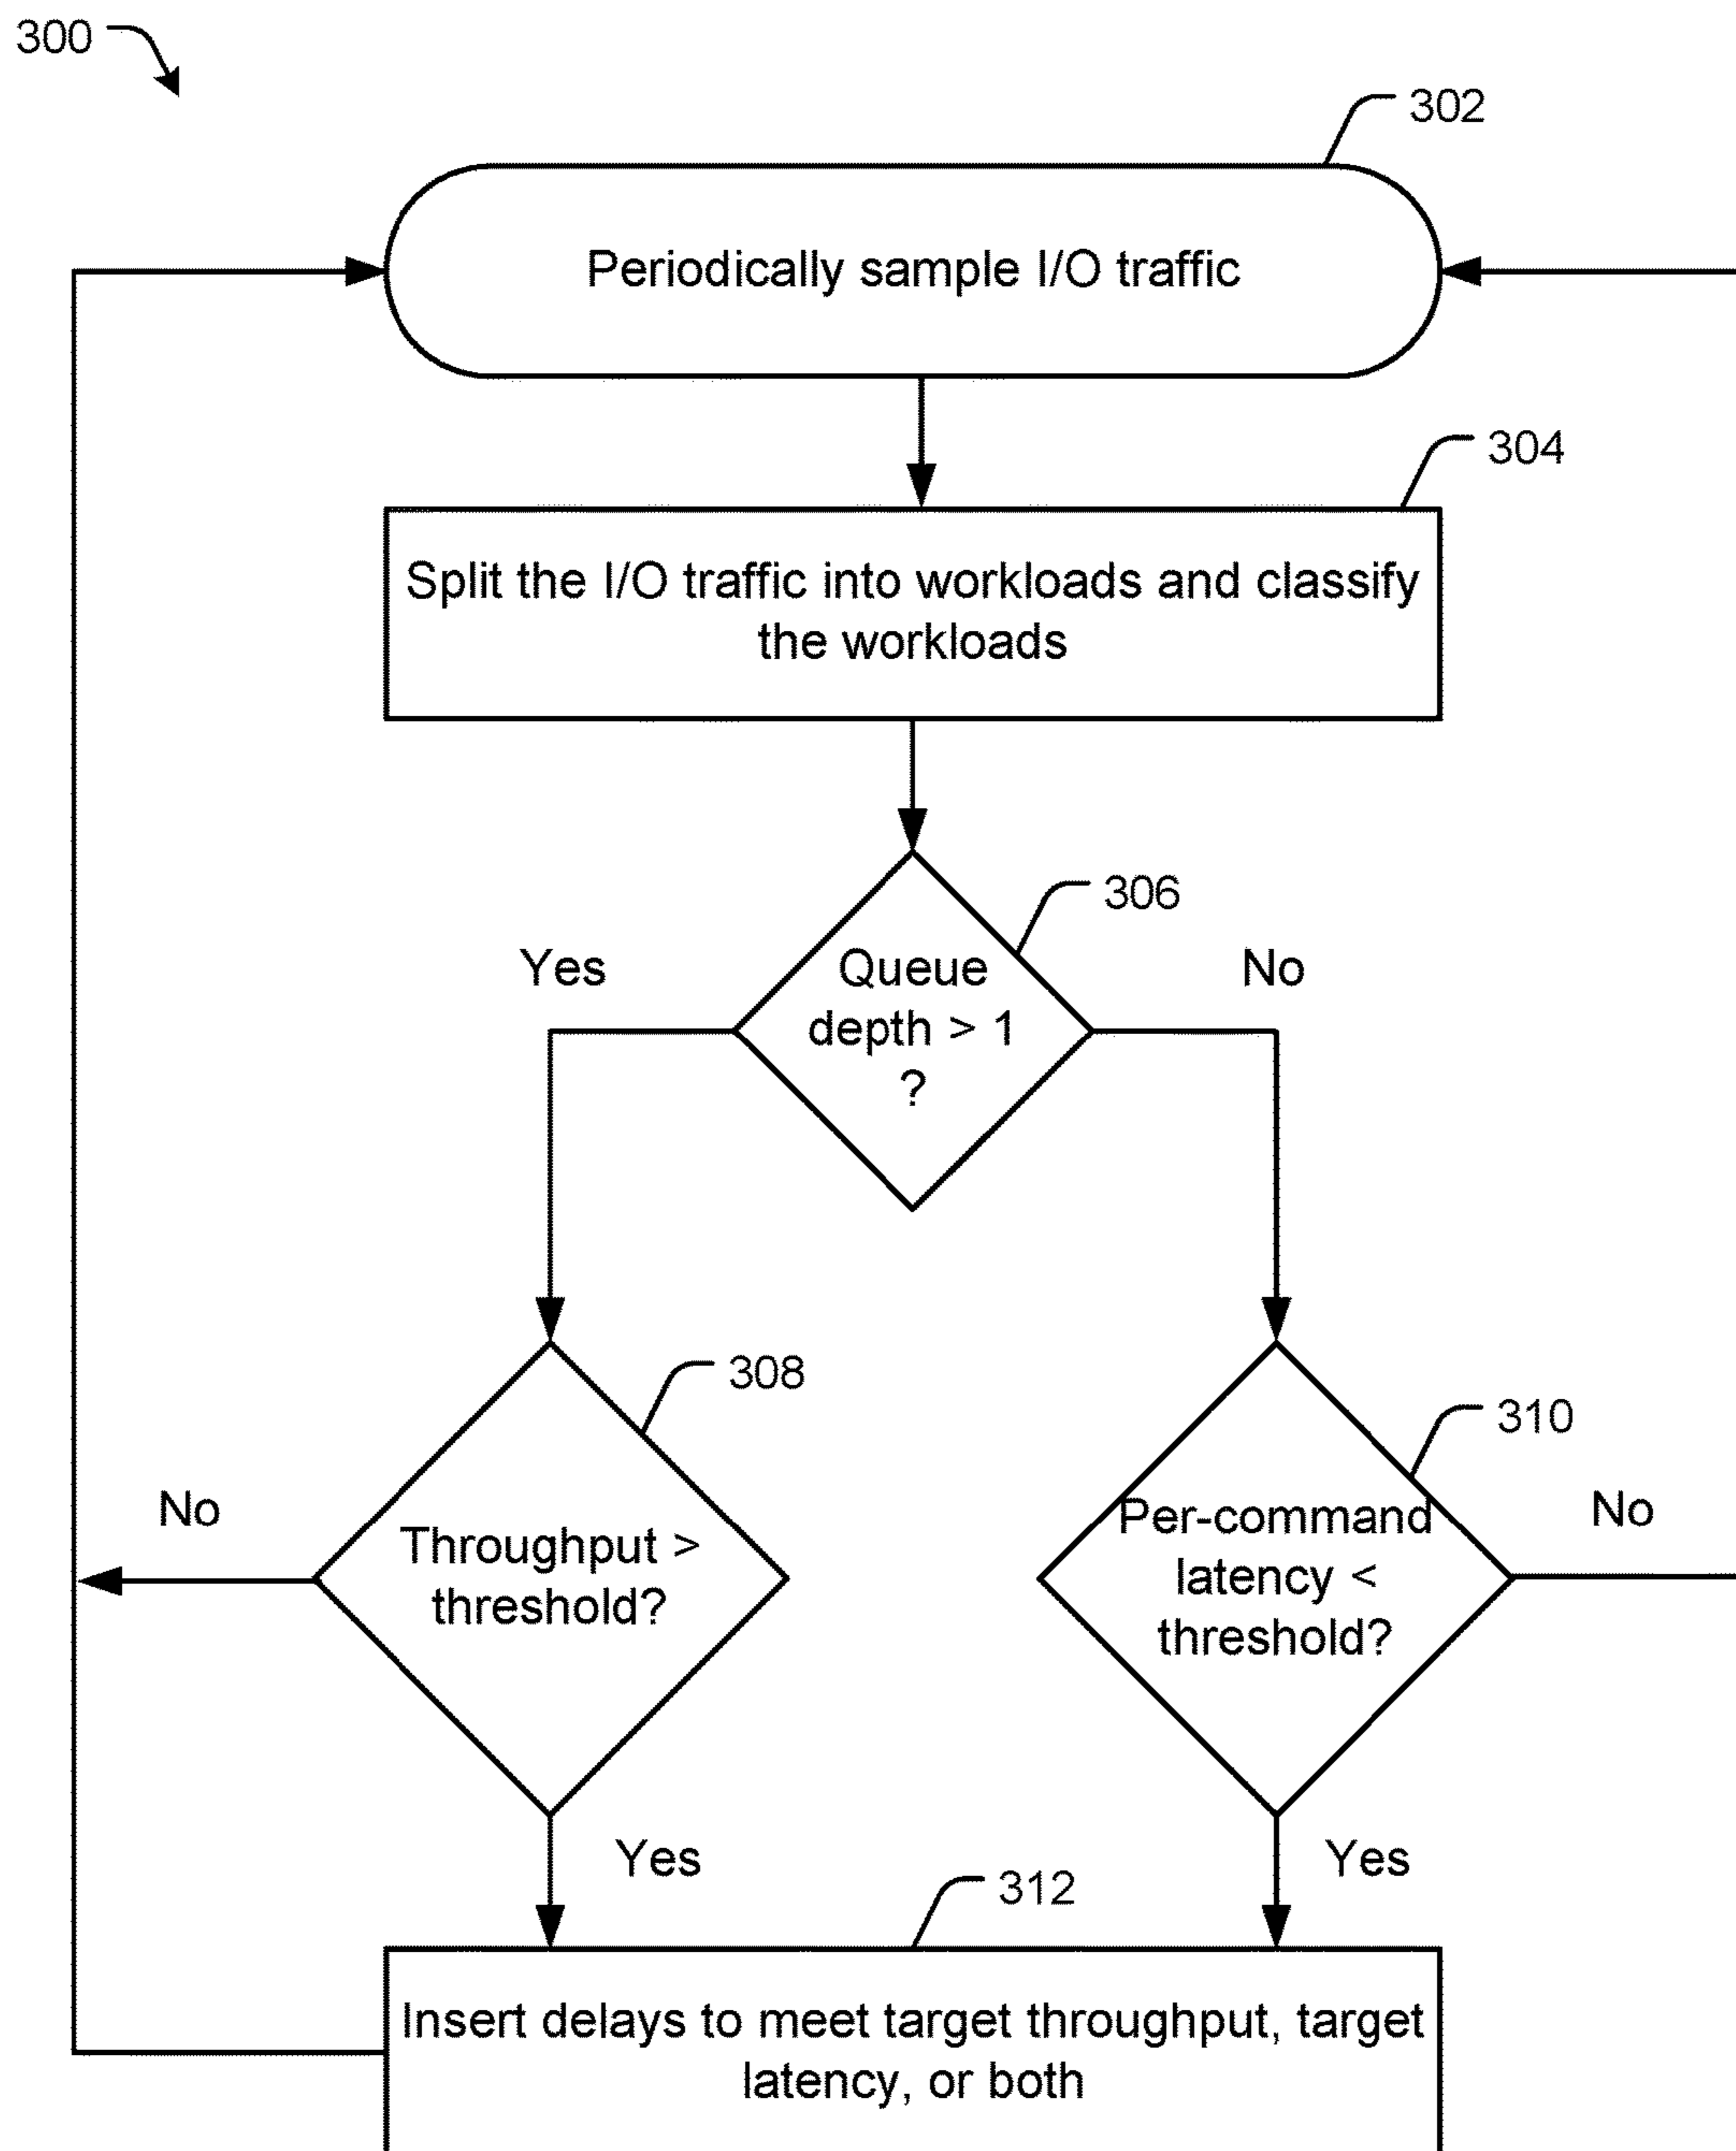 300
302
Periodically sample I/O traffic
304
Split the I/O traffic into workloads and classify
the workloads
306
Yes
Queue
depth > 1
?
No
308
310
No
Throughput >
threshold?
Per-command
latency <
threshold?
No
Yes
Yes
312
Insert delays to meet target throughput, target
latency, or both